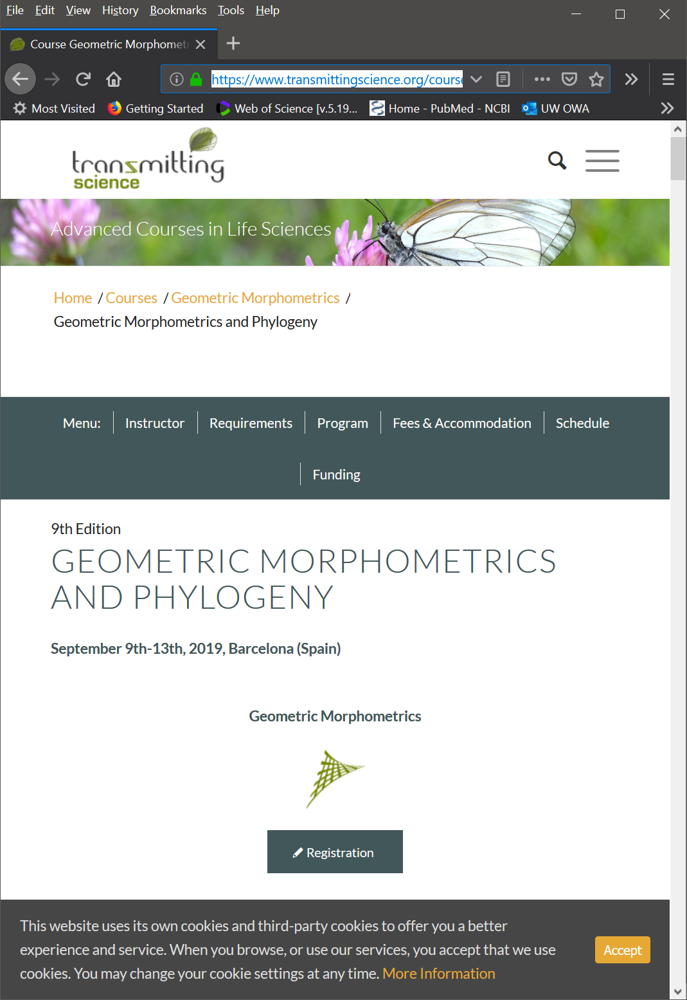 File Edit View History Bookmarks Tools Help
Course Geometric Morphomet
https://www.transmittingscience.org/course
Most Visited Getting Started Web of Science [v.5.19... Home - PubMed - NCBI UW OWA
transmitting
science
Advanced Courses in Life Sciences
Home / Courses / Geometric Morphometrics /
Geometric Morphometrics and Phylogeny
Menu: Instructor Requirements Program Fees & Accommodation Schedule
Funding
9th Edition
GEOMETRIC MORPHOMETRICS
AND PHYLOGENY
September 9th-13th, 2019, Barcelona (Spain)
Geometric Morphometrics
Registration
This website uses its own cookies and third-party cookies to offer you a better
experience and service. When you browse, or use our services, you accept that we use
cookies. You may change your cookie settings at any time. More Information
Accept